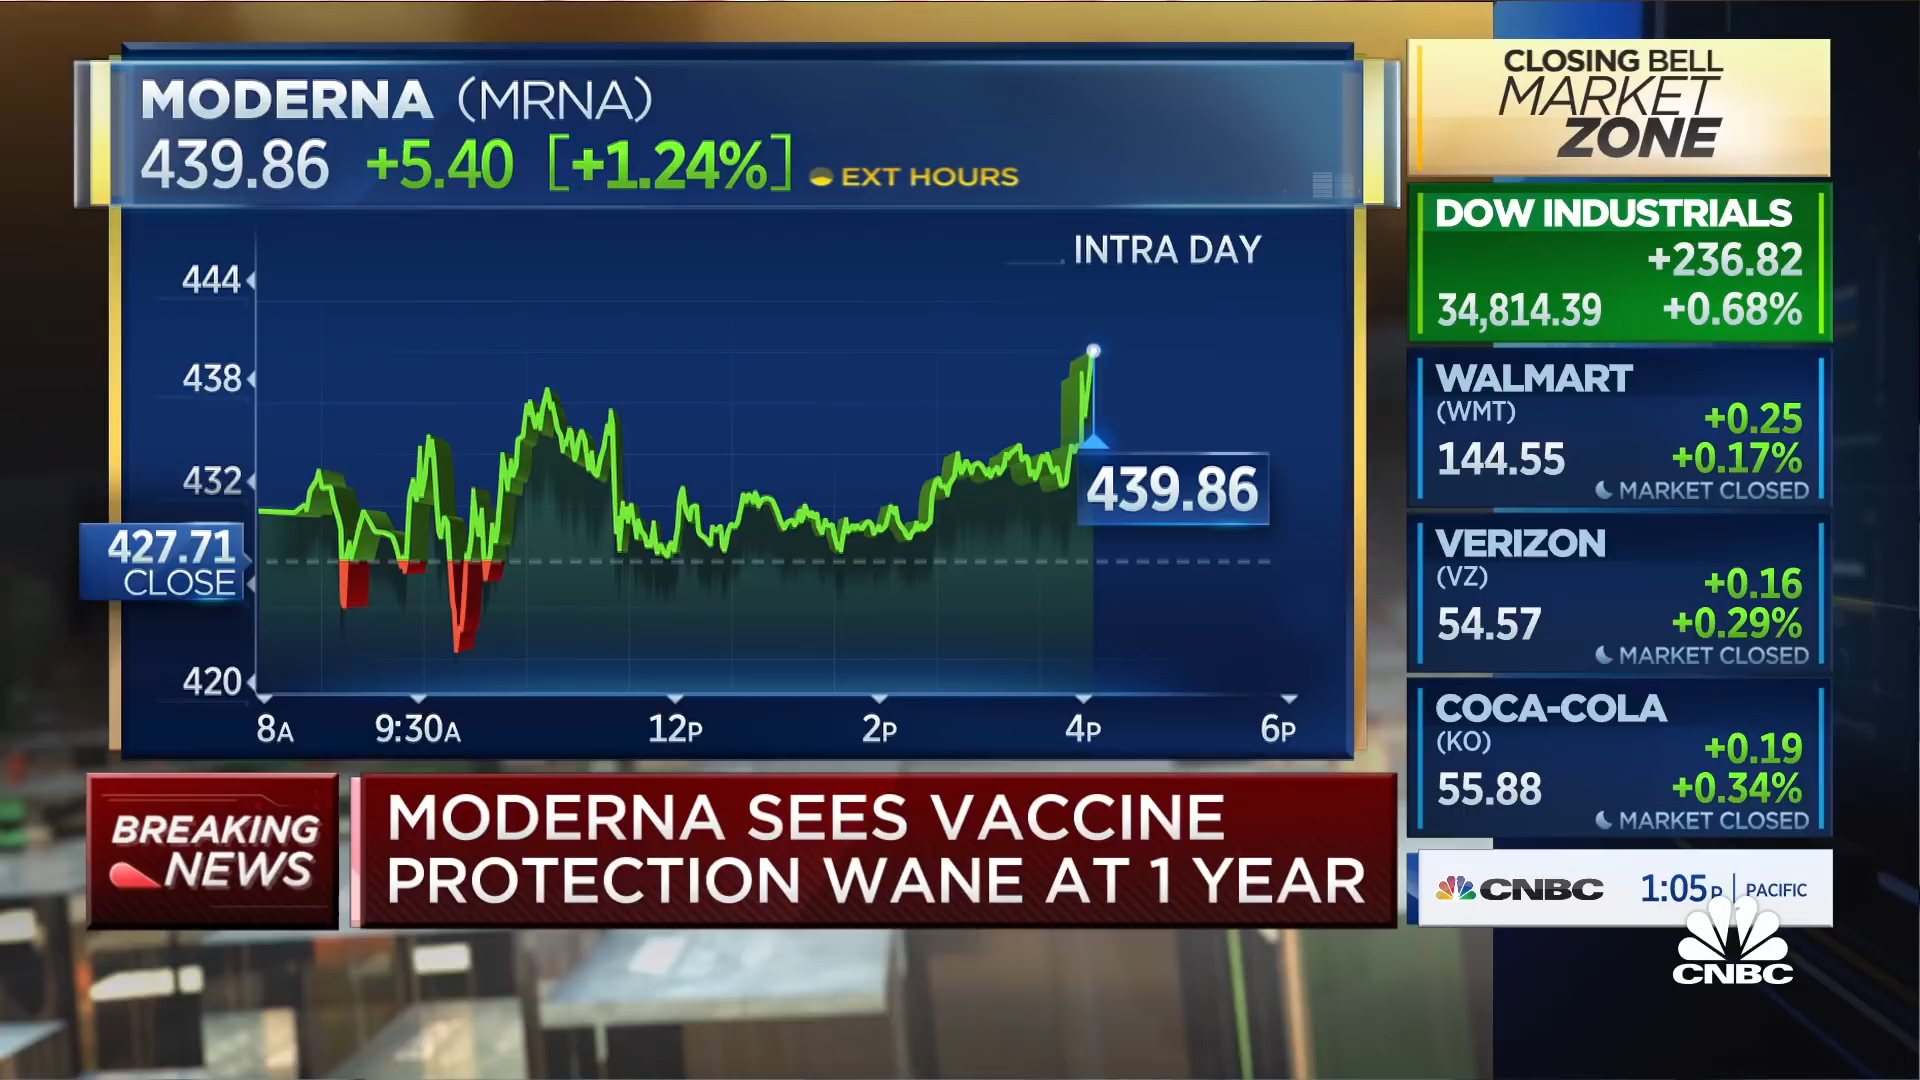 MODERNA (MRNA)
439.86 +5.40 [+1.24%] EXT HOURS
INTRA DAY
444
438
432
427.71
CLOSE
420
439.86
8A 9:30A 12P 2P 4P 6P
BREAKING
NEWS
MODERNA SEES VACCINE
PROTECTION WANE AT 1 YEAR
CLOSING BELL
MARKET
ZONE
DOW INDUSTRIALS
+236.82
34,814.39 +0.68%
WALMART
(WMT) +0.25
144.55 +0.17%
MARKET CLOSED
VERIZON
(VZ) +0.16
54.57 +0.29%
MARKET CLOSED
COCA-COLA
(KO) +0.19
55.88 +0.34%
MARKET CLOSED
CNBC 1:05P PACIFIC
CNBC